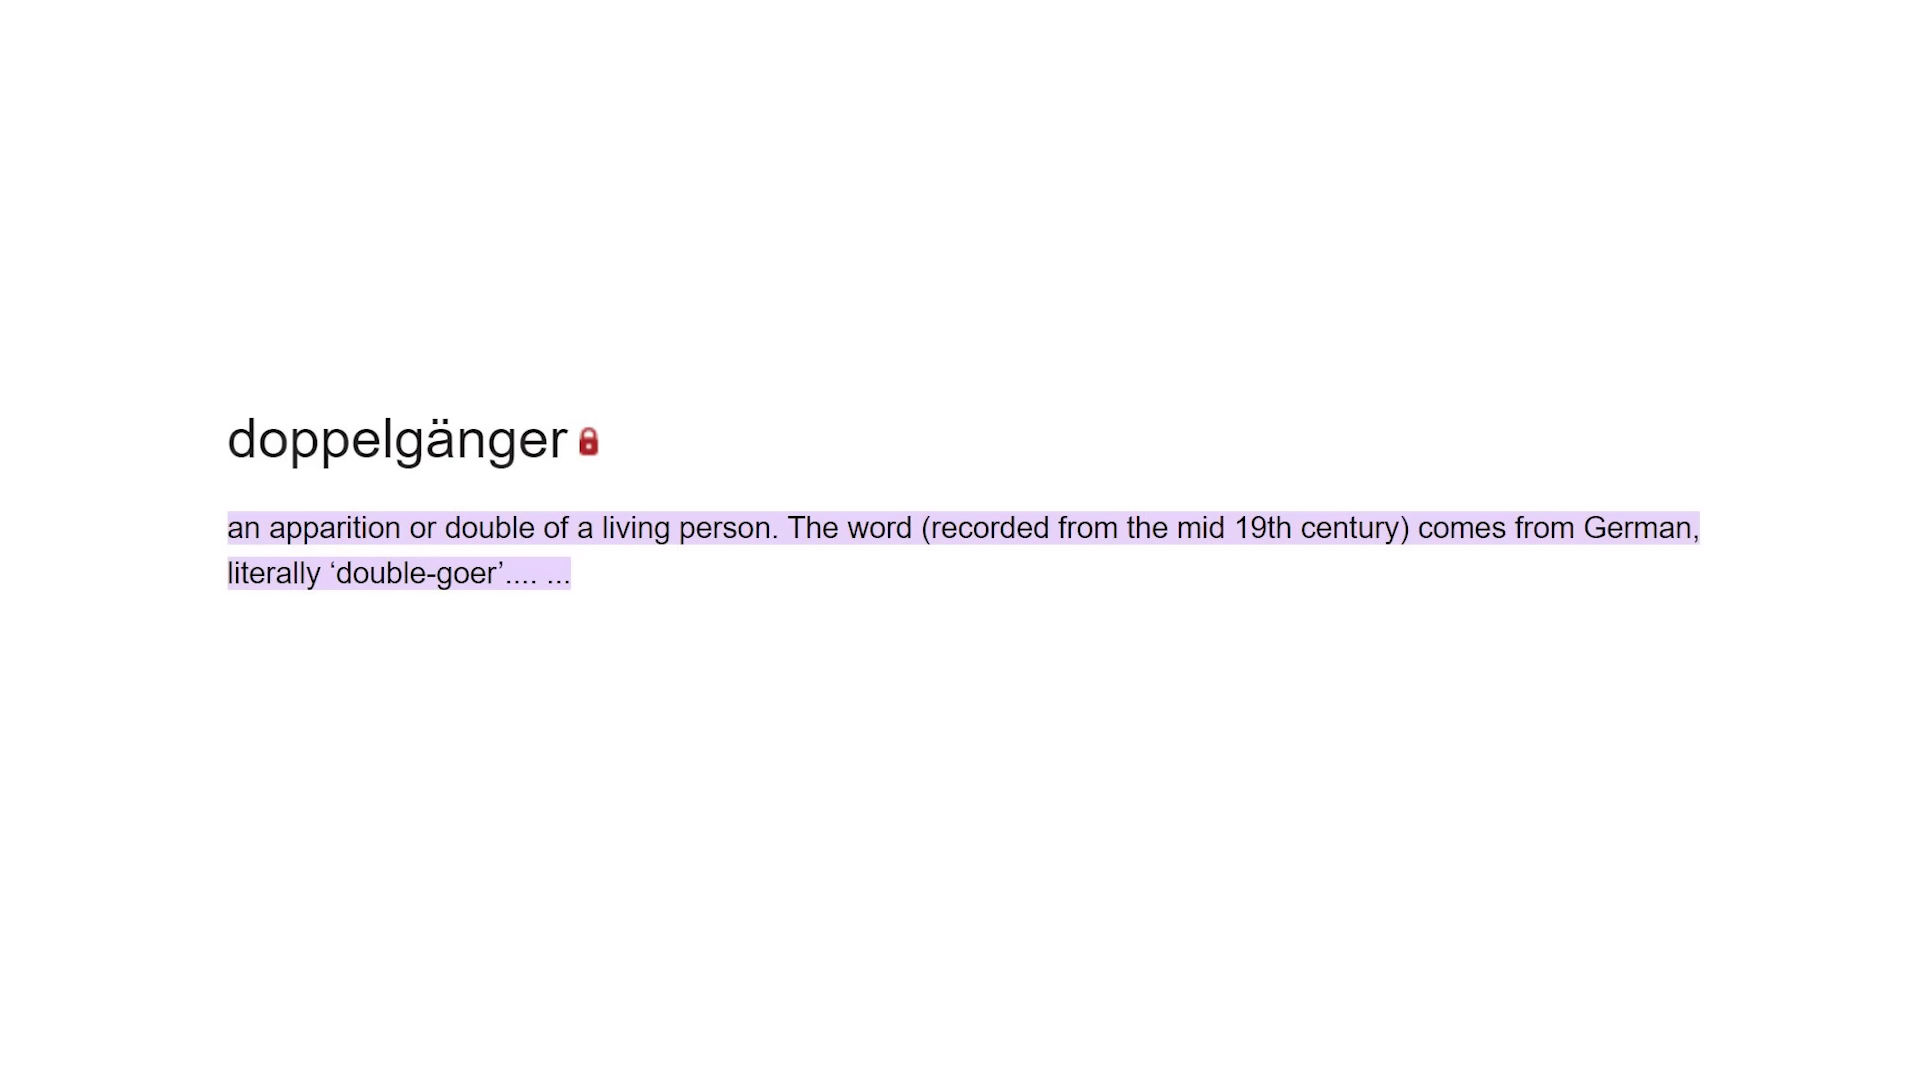 doppelgänger
an apparition or double of a living person. The word (recorded from the mid 19th century) comes from German,
literally ‘double-goer’.... ...